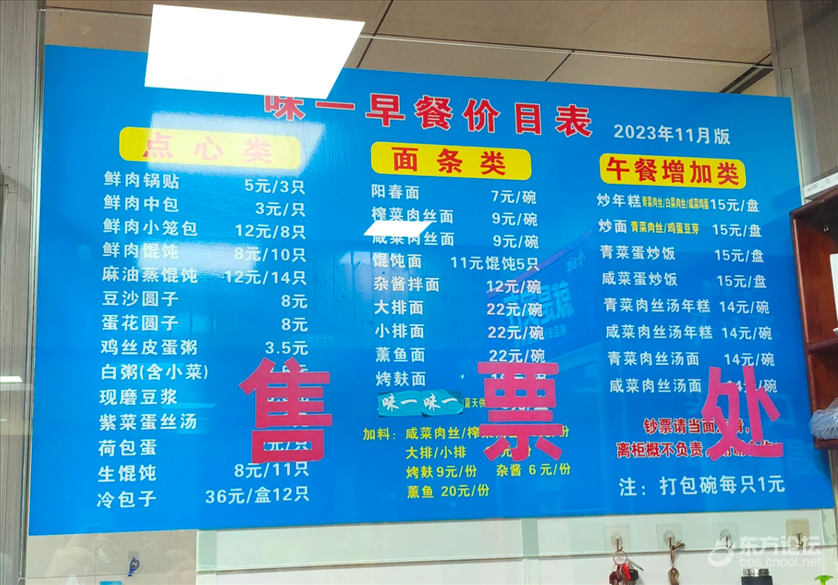 味一早餐价目表 2023年11月版
点心类
鲜肉锅贴 5元/3只
鲜肉中包 3元/只
鲜肉小笼包 12元/8只
鲜肉馄饨 8元/10只
麻油蒸馄饨 12元/14只
豆沙圆子 8元
蛋花圆子 8元
鸡丝皮蛋粥 3.5元
白粥(含小菜)
现磨豆浆
紫菜蛋丝汤
荷包蛋 元/只
生馄饨 8元/11只
冷包子 36元/盒12只
面条类
阳春面 7元/碗
榨菜肉丝面 9元/碗
咸菜肉丝面 9元/碗
馄饨面 11元馄饨5只
杂酱拌面 12元/碗
大排面 22元/碗
小排面 22元/碗
薰鱼面 22元/碗
烤麸面
味一味一
加料：咸菜肉丝/榨菜
大排/小排
烤麸9元/份 杂酱6元/份
薰鱼 20元/份
午餐增加类
炒年糕 青菜肉丝/白菜肉丝/咸菜鸡蛋 15元/盘
炒面 青菜肉丝/鸡蛋豆芽 15元/盘
青菜蛋炒饭 15元/盘
咸菜蛋炒饭 15元/盘
青菜肉丝汤年糕 14元/碗
咸菜肉丝汤年糕 14元/碗
青菜肉丝汤面 14元/碗
咸菜肉丝汤面 元/碗
钞票请当面
离柜概不负责，
注：打包碗每只1元
售票处
东方论坛
bbs.cnool.net